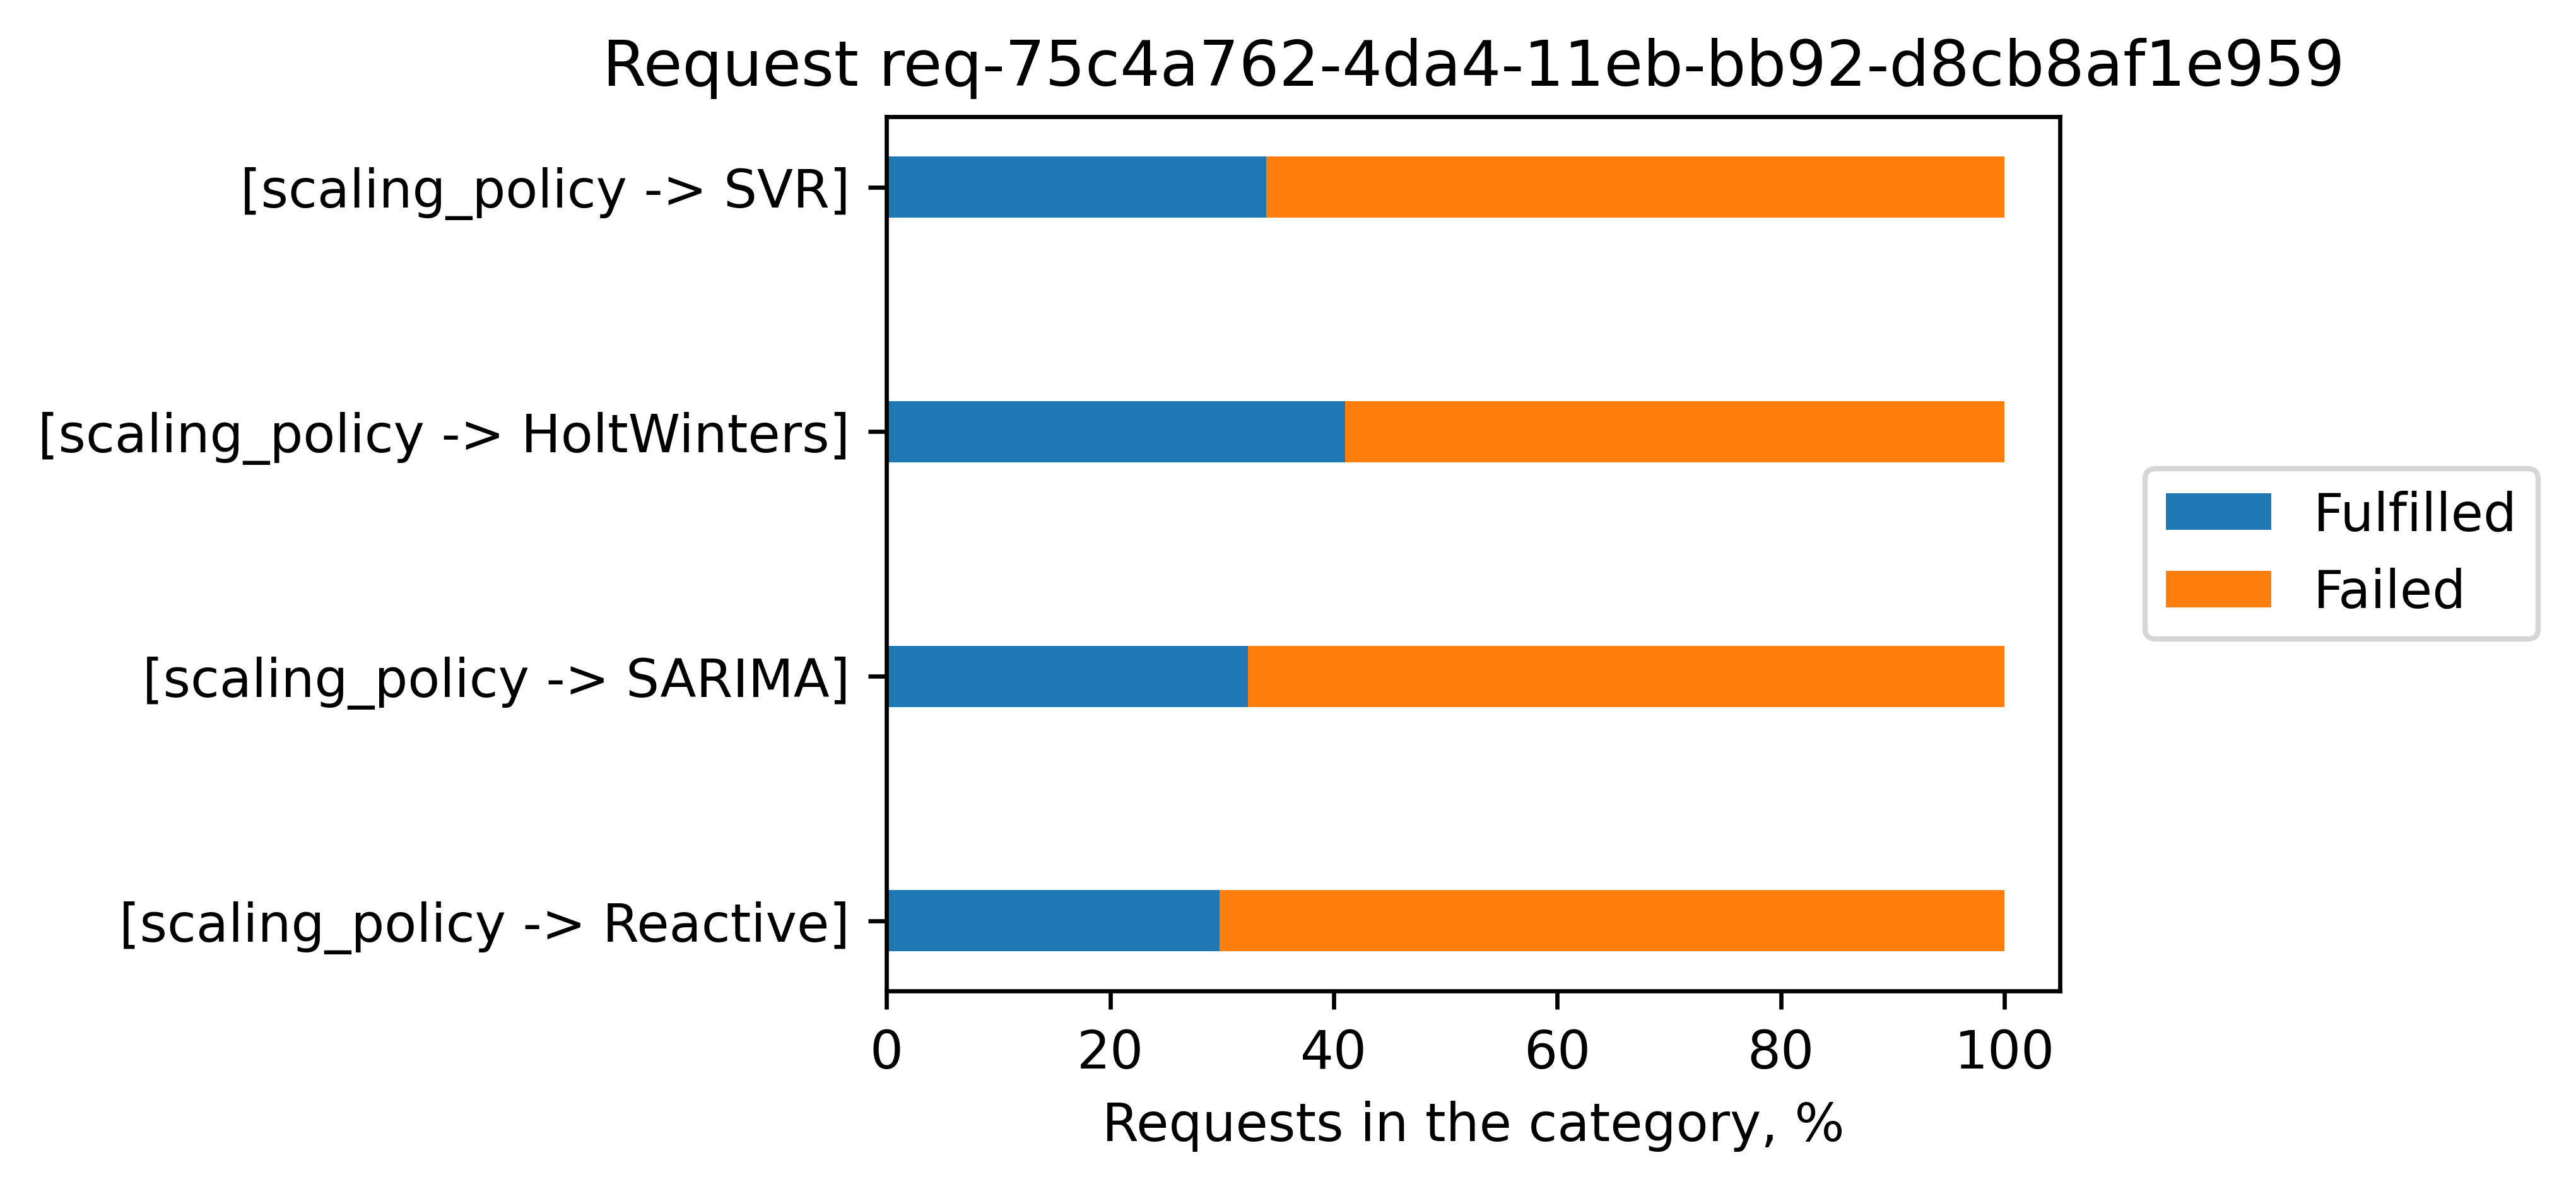 Request req-75c4a762-4da4-11eb-bb92-d8cb8af1e959
[scaling_policy -> SVR]
[scaling_policy -> HoltWinters]
[scaling_policy -> SARIMA]
[scaling_policy -> Reactive]
0 20 40 60 80 100
Requests in the category, %
Fulfilled
Failed